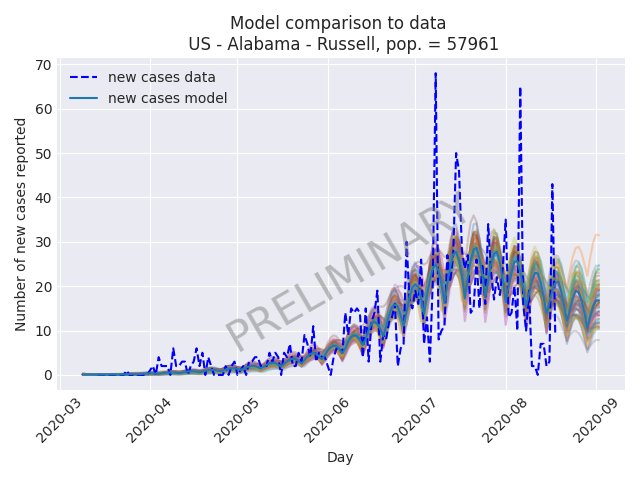 Model comparison to data
US - Alabama - Russell, pop. = 57961
70
60
50
40
30
20
10
0
Number of new cases reported
new cases data
new cases model
PRELIMINARY
2020-03
2020-04
2020-05
2020-06
2020-07
2020-08
2020-09
Day